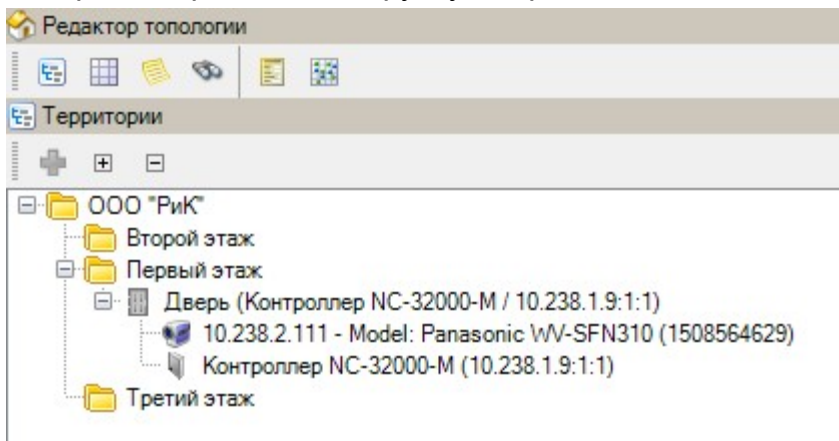 Редактор топологии
Территории
ООО "РиК"
Второй этаж
Первый этаж
Дверь (Контроллер NC-32000-M / 10.238.1.9:1:1)
10.238.2.111 - Model: Panasonic WV-SFN310 (1508564629)
Контроллер NC-32000-M (10.238.1.9:1:1)
Третий этаж